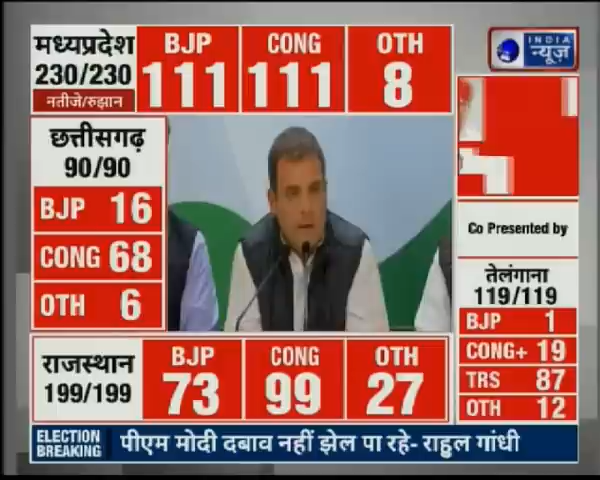 मध्यप्रदेश
230/230
नतीजे/रुझान
BJP
111
CONG
111
OTH
8
INDIA
न्यूज़
छत्तीसगढ़
90/90
BJP 16
CONG 68
OTH 6
Co Presented by
तेलंगाना
119/119
BJP 1
CONG+ 19
TRS 87
OTH 12
राजस्थान
199/199
BJP
73
CONG
99
OTH
27
ELECTION
BREAKING
पीएम मोदी दबाव नहीं झेल पा रहे- राहुल गांधी